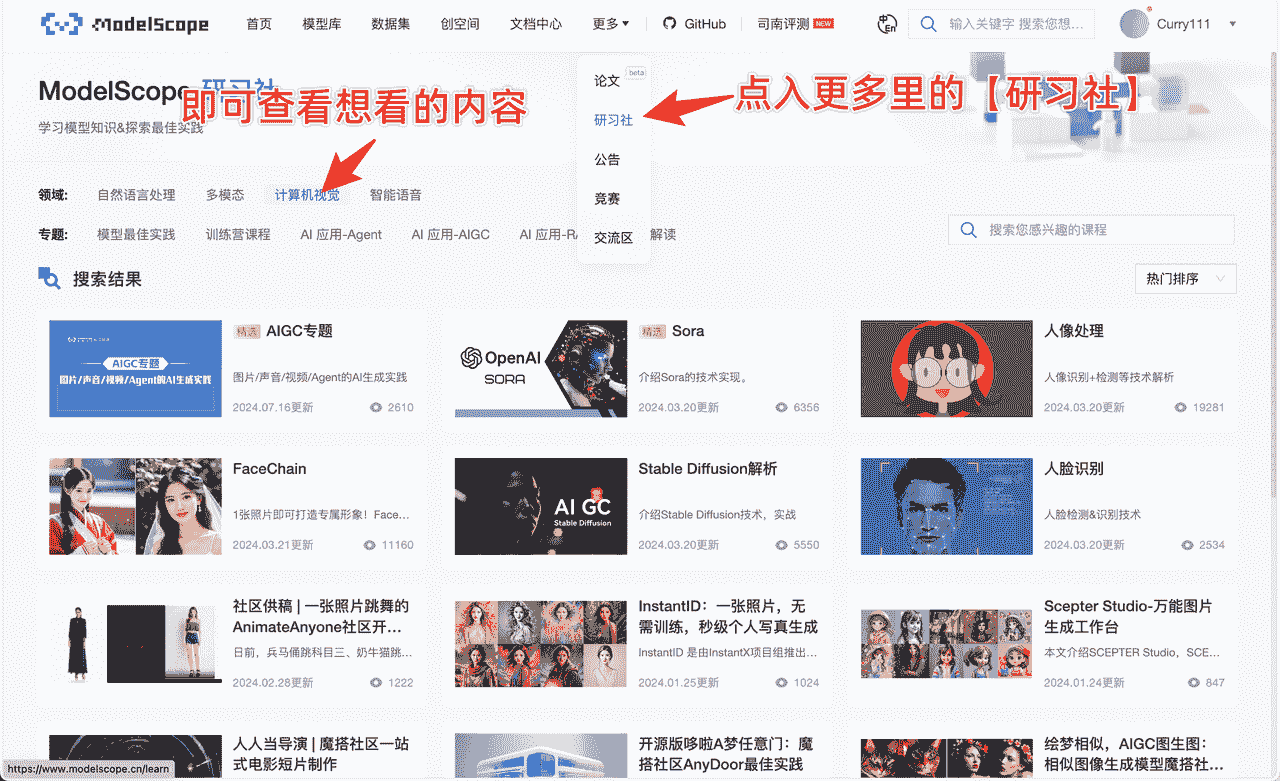 ModelScope
首页 模型库 数据集 创空间 文档中心 更多 GitHub 司南评测 NEW
中 En
输入关键字 搜索您想...
Curry111
论文 beta
研习社
公告
竞赛
交流区
点入更多里的【研习社】
ModelScope 研习社
即可查看想看的内容
学习模型知识&探索最佳实践
领域: 自然语言处理 多模态 计算机视觉 智能语音
专题: 模型最佳实践 训练营课程 AI 应用-Agent AI 应用-AIGC AI 应用-RA 解读
搜索您感兴趣的课程
搜索结果
热门排序
AIGC专题
图片/声音/视频/Agent的AI生成实践
精选 AIGC专题
图片/声音/视频/Agent的AI生成实践
2024.07.16更新 2610
OpenAI
SORA
精选 Sora
介绍Sora的技术实现。
2024.03.20更新 6356
人像处理
人像识别+检测等技术解析
2024.03.20更新 19281
FaceChain
1张照片即可打造专属形象！Face...
2024.03.21更新 11160
AI GC
Stable Diffusion
Stable Diffusion解析
介绍Stable Diffusion技术，实战
2024.03.20更新 5550
人脸识别
人脸检测&识别技术
2024.03.20更新 2534
社区供稿 | 一张照片跳舞的
AnimateAnyone社区开...
日前，兵马俑跳科目三、奶牛猫跳...
2024.02.28更新 1222
InstantID：一张照片，无
需训练，秒级个人写真生成
InstantID 是由InstantX项目组推出...
2024.01.25更新 1024
Scepter Studio-万能图片
生成工作台
本文介绍SCEPTER Studio，SCE...
2024.01.24更新 847
人人当导演 | 魔搭社区一站
式电影短片制作
开源版哆啦A梦任意门：魔
搭社区AnyDoor最佳实践
绘梦相似，AIGC图生图：
相似图像生成模型魔搭社...
https://www.modelscope.cn/learn